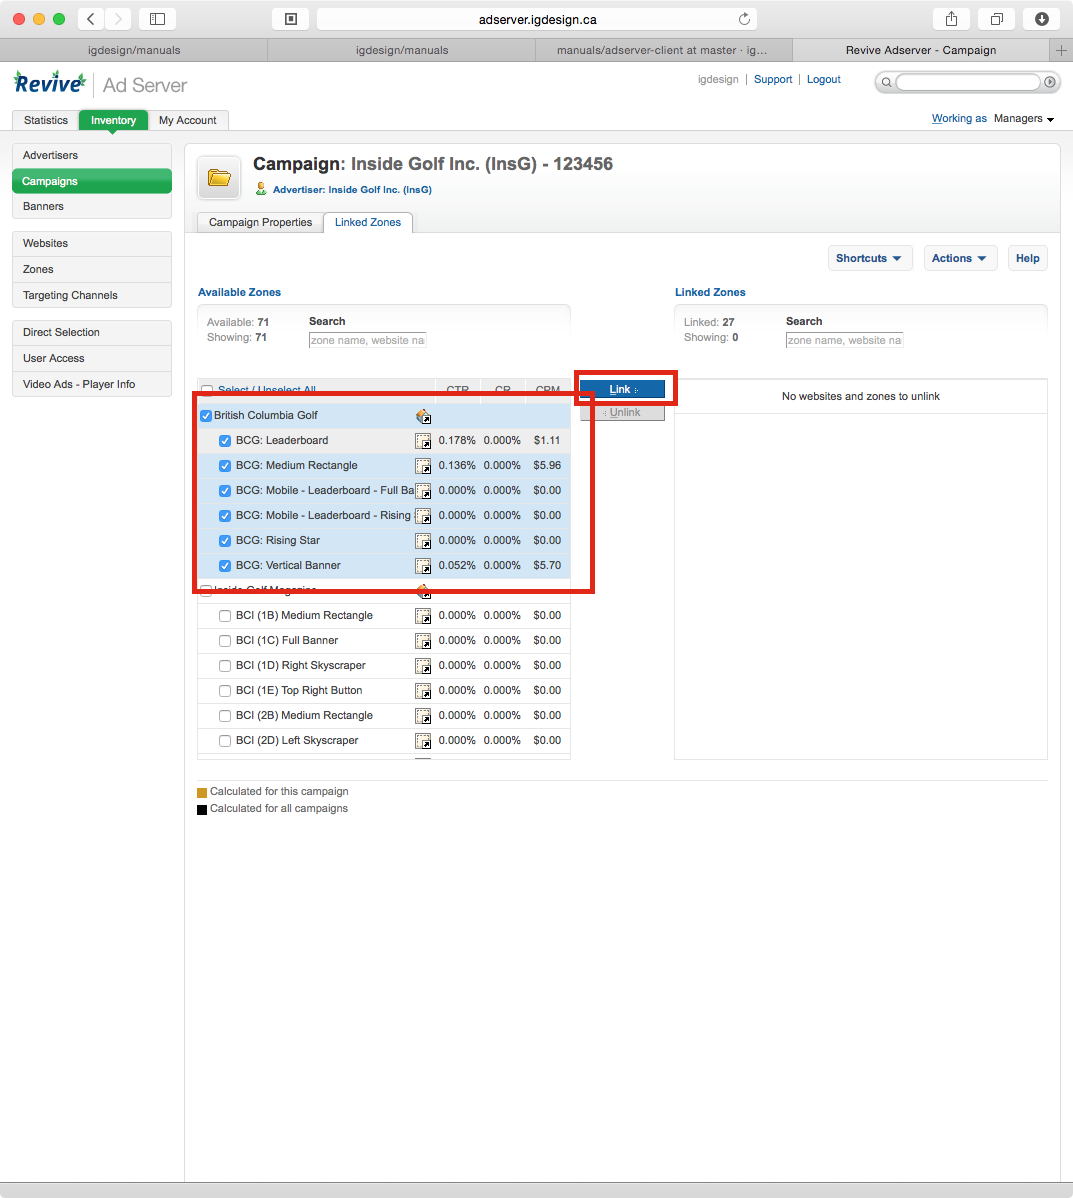 adserver.igdesign.ca
igdesign/manuals
igdesign/manuals
manuals/adserver-client at master · ig...
Revive Adserver - Campaign
Revive Ad Server
igdesign | Support | Logout
Statistics
Inventory
My Account
Working as Managers
Advertisers
Campaigns
Banners
Websites
Zones
Targeting Channels
Direct Selection
User Access
Video Ads - Player Info
Campaign: Inside Golf Inc. (InsG) - 123456
Advertiser: Inside Golf Inc. (InsG)
Campaign Properties
Linked Zones
Shortcuts
Actions
Help
Available Zones
Available: 71
Showing: 71
Search
zone name, website na
Select / Unselect All CTR CR CPM
British Columbia Golf
BCG: Leaderboard 0.178% 0.000% $1.11
BCG: Medium Rectangle 0.136% 0.000% $5.96
BCG: Mobile - Leaderboard - Full Ba 0.000% 0.000% $0.00
BCG: Mobile - Leaderboard - Rising 0.000% 0.000% $0.00
BCG: Rising Star 0.000% 0.000% $0.00
BCG: Vertical Banner 0.052% 0.000% $5.70
Inside Golf Magazine
BCI (1B) Medium Rectangle 0.000% 0.000% $0.00
BCI (1C) Full Banner 0.000% 0.000% $0.00
BCI (1D) Right Skyscraper 0.000% 0.000% $0.00
BCI (1E) Top Right Button 0.000% 0.000% $0.00
BCI (2B) Medium Rectangle 0.000% 0.000% $0.00
BCI (2D) Left Skyscraper 0.000% 0.000% $0.00
Link
Unlink
Linked Zones
Linked: 27
Showing: 0
Search
zone name, website na
No websites and zones to unlink
Calculated for this campaign
Calculated for all campaigns